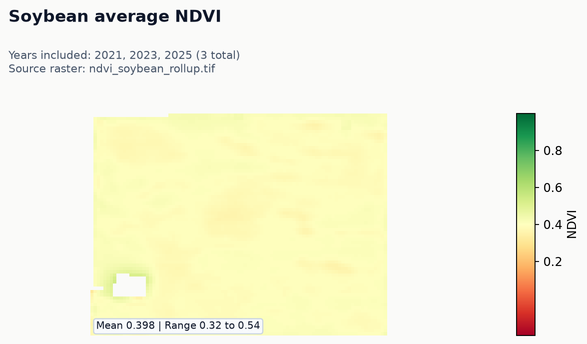 Soybean average NDVI
Years included: 2021, 2023, 2025 (3 total)
Source raster: ndvi_soybean_rollup.tif
0.8
0.6
0.4
0.2
NDVI
Mean 0.398 | Range 0.32 to 0.54